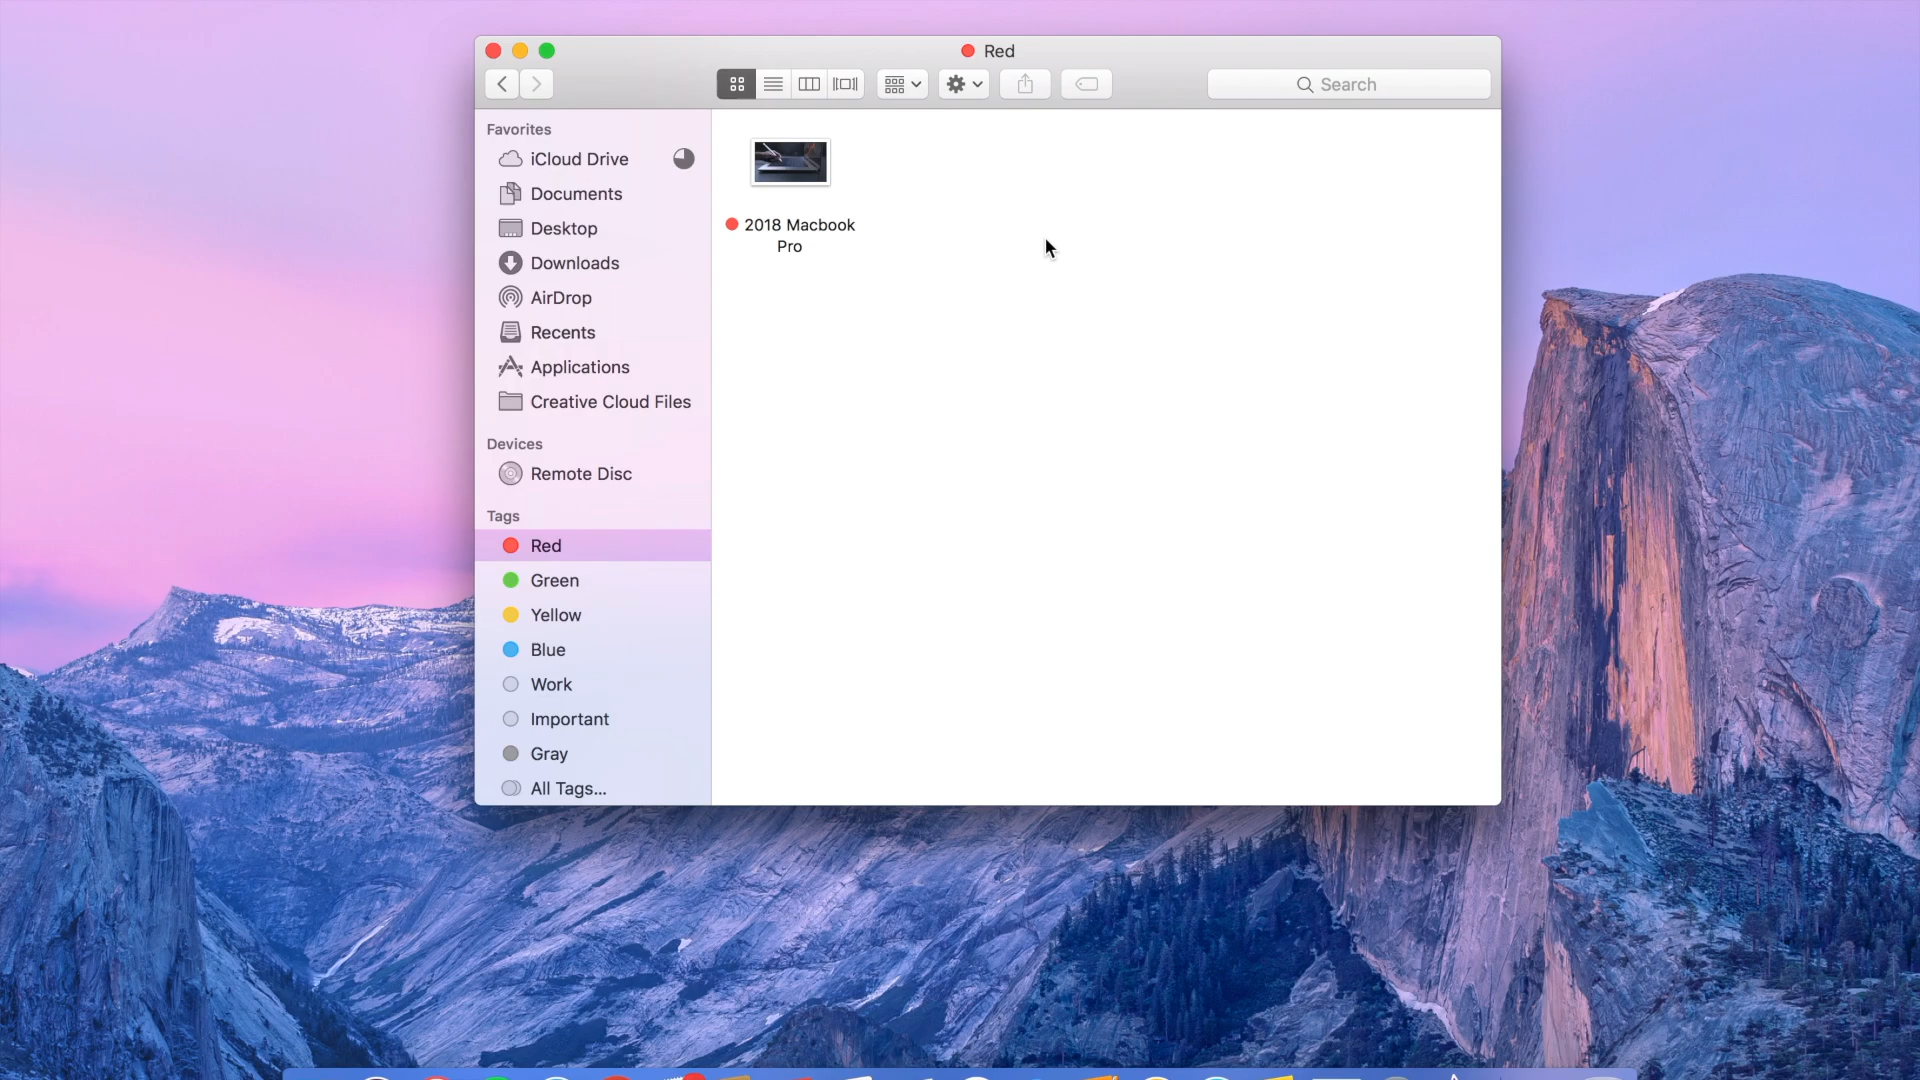 Red
Search
Favorites
iCloud Drive
Documents
Desktop
Downloads
AirDrop
Recents
Applications
Creative Cloud Files
Devices
Remote Disc
Tags
Red
Green
Yellow
Blue
Work
Important
Gray
All Tags...
2018 Macbook
Pro